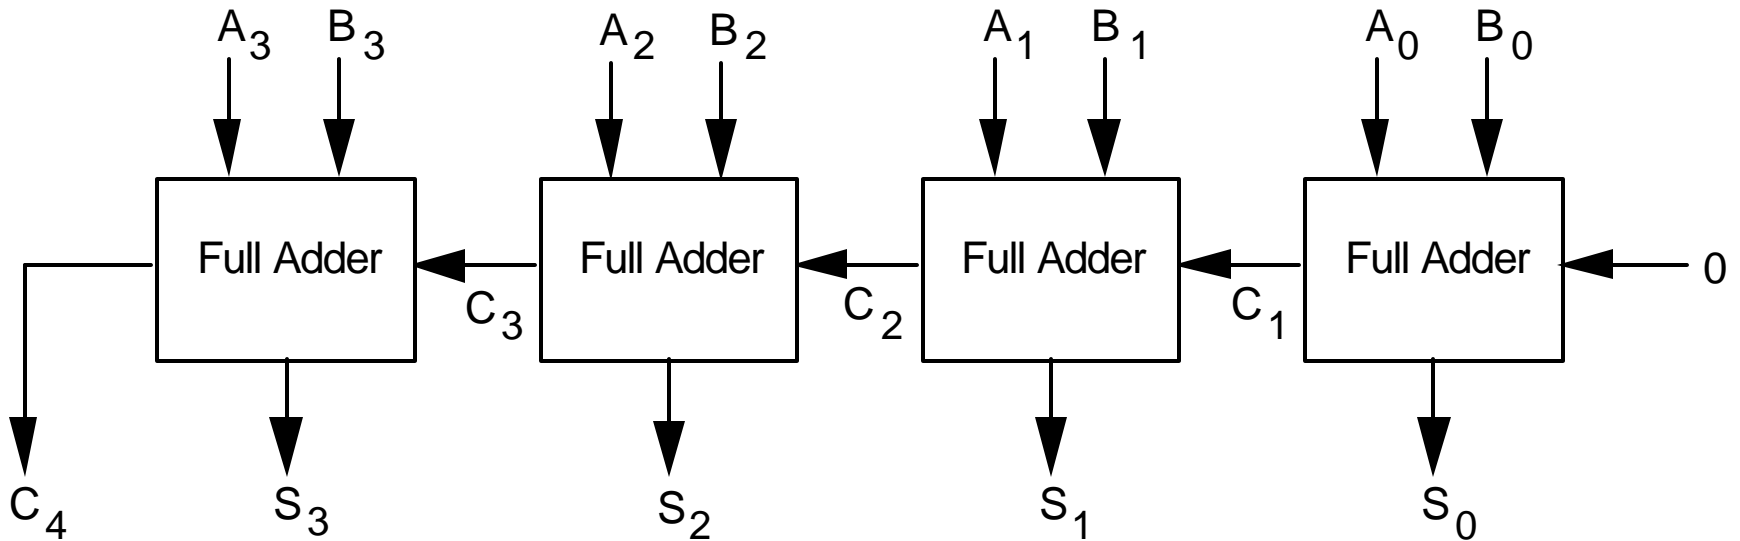 A3 B3 A2 B2 A1 B1 A0 B0
Full Adder Full Adder Full Adder Full Adder 0
C3 C2 C1
C4 S3 S2 S1 S0